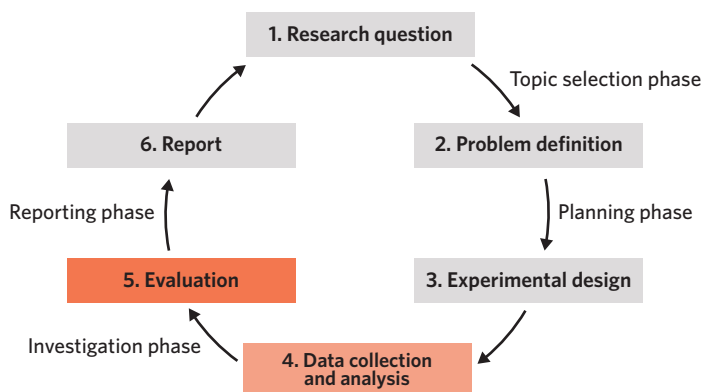 1. Research question
Topic selection phase
2. Problem definition
Planning phase
3. Experimental design
4. Data collection
and analysis
Investigation phase
5. Evaluation
Reporting phase
6. Report